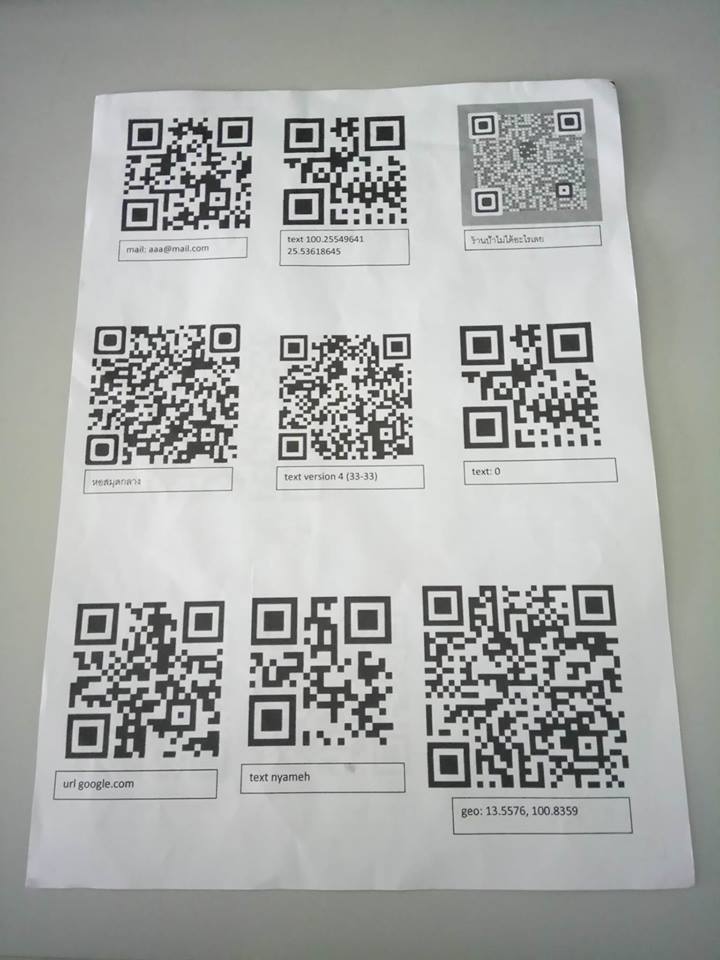 mail: aaa@mail.com
text 100.25549641
25.53618645
ร้านป้าไม่ได้อะไรเลย
หอสมุดกลาง
text version 4 (33-33)
text: 0
url google.com
text nyameh
geo: 13.5576, 100.8359